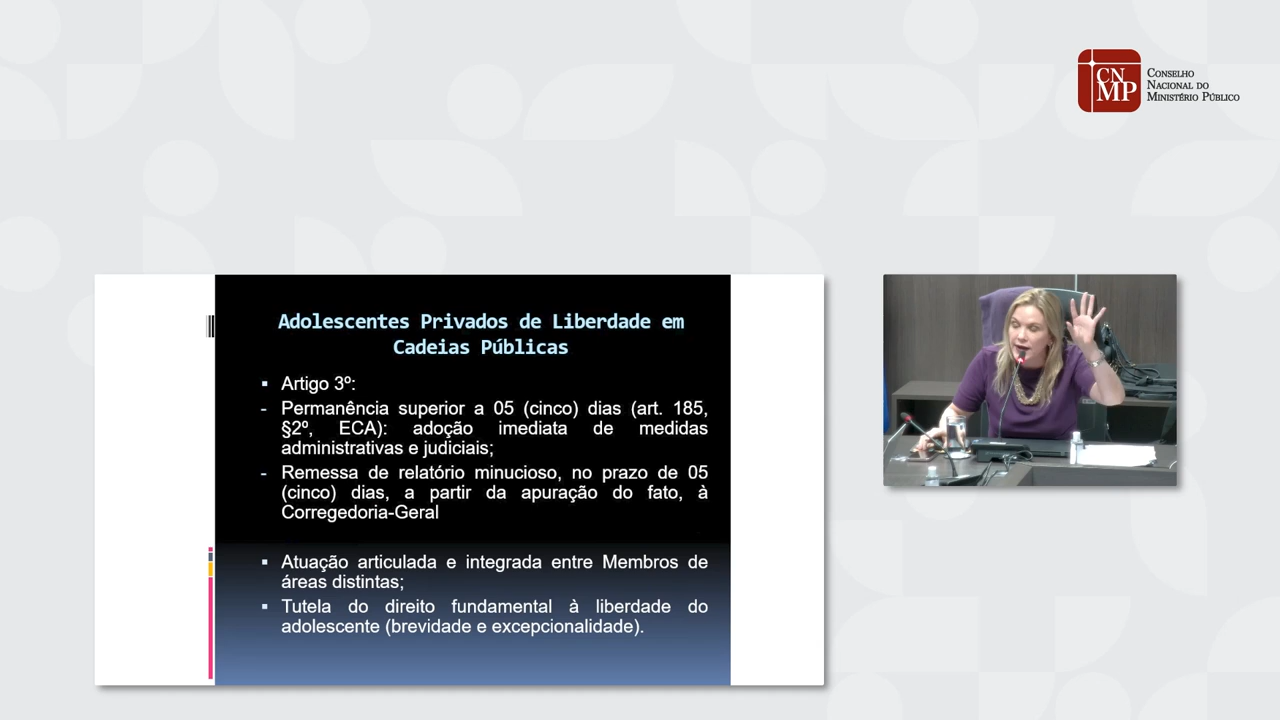 CN
MP
Conselho
Nacional do
Ministério Público
Adolescentes Privados de Liberdade em
Cadeias Públicas
▪ Artigo 3º:
- Permanência superior a 05 (cinco) dias (art. 185,
§2º, ECA): adoção imediata de medidas
administrativas e judiciais;
- Remessa de relatório minucioso, no prazo de 05
(cinco) dias, a partir da apuração do fato, à
Corregedoria-Geral
▪ Atuação articulada e integrada entre Membros de
áreas distintas;
▪ Tutela do direito fundamental à liberdade do
adolescente (brevidade e excepcionalidade).